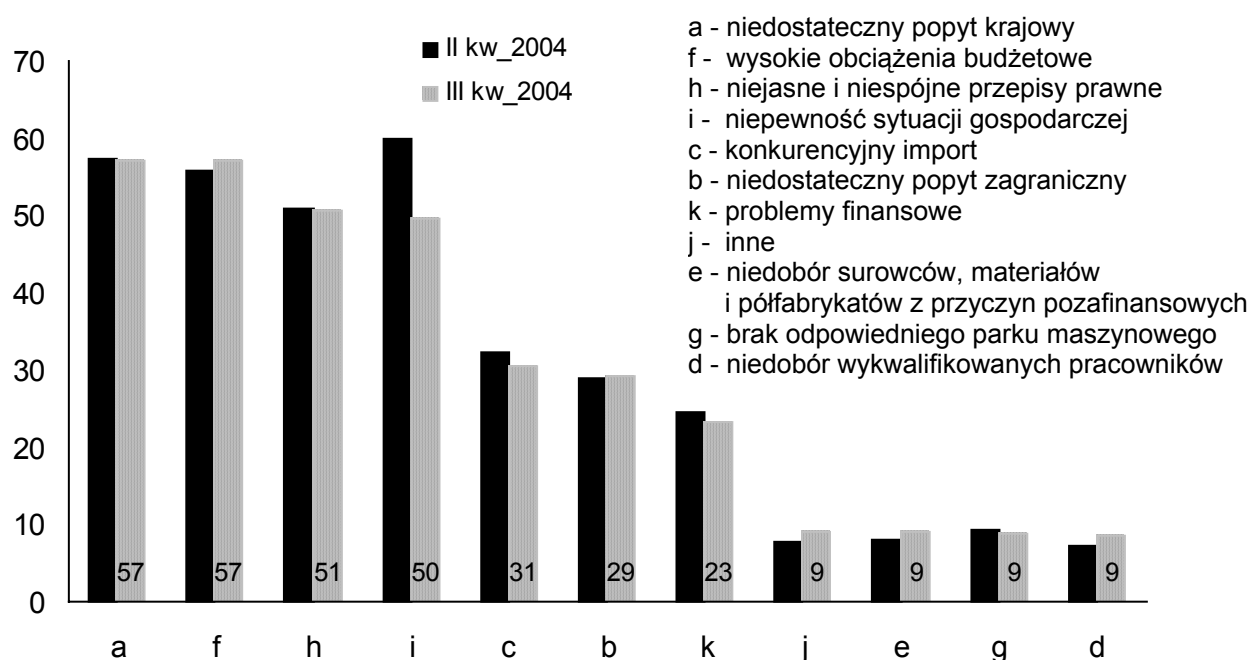 II kw_2004
III kw_2004
a - niedostateczny popyt krajowy
f - wysokie obciążenia budżetowe
h - niejasne i niespójne przepisy prawne
i - niepewność sytuacji gospodarczej
c - konkurencyjny import
b - niedostateczny popyt zagraniczny
k - problemy finansowe
j - inne
e - niedobór surowców, materiałów
i półfabrykatów z przyczyn pozafinansowych
g - brak odpowiedniego parku maszynowego
d - niedobór wykwalifikowanych pracowników
70
60
50
40
30
20
10
0
57 57 51 50 31 29 23 9 9 9 9
a f h i c b k j e g d